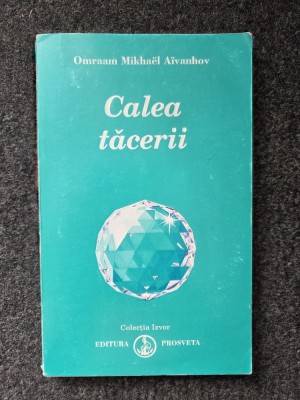 Omraam Mikhaël Aïvanhov
Calea
tăcerii
Colecția Izvor
EDITURA PROSVETA